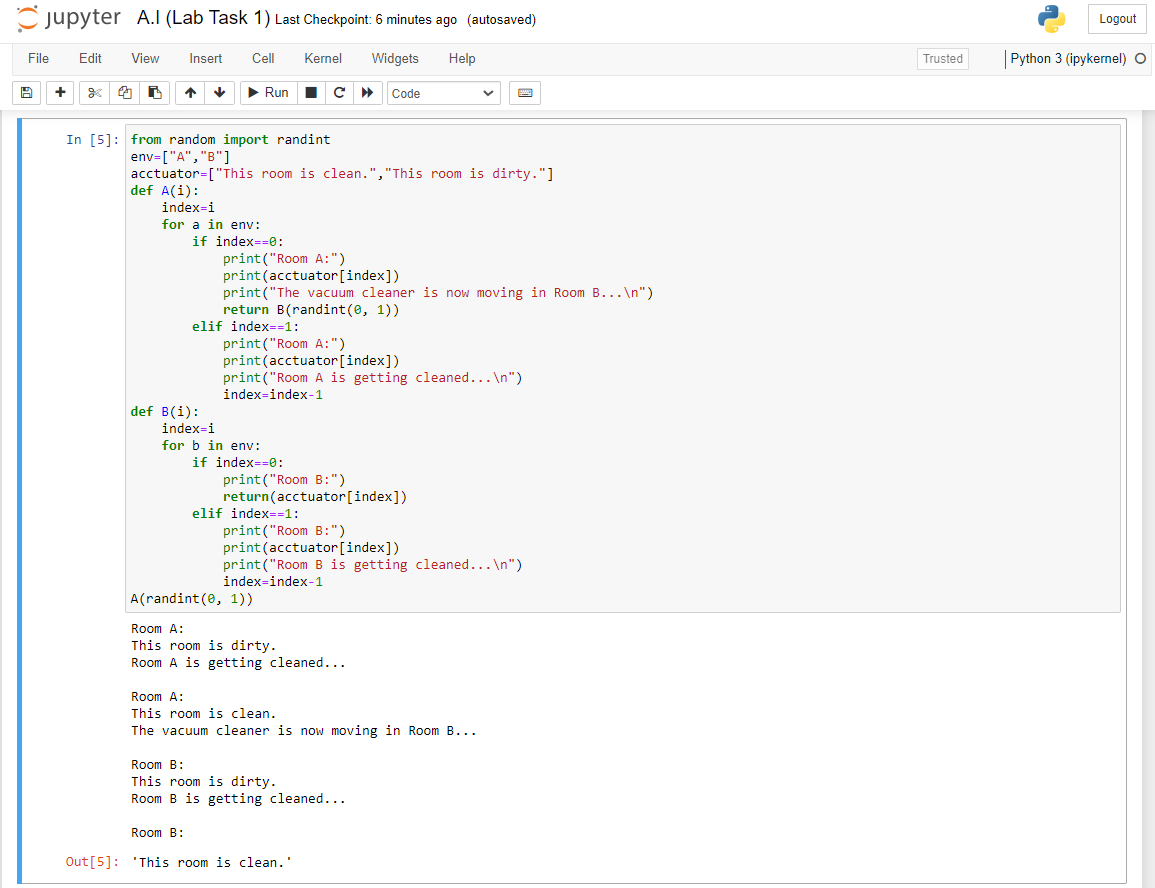 jupyter A.I (Lab Task 1) Last Checkpoint: 6 minutes ago (autosaved) Logout
File Edit View Insert Cell Kernel Widgets Help Trusted Python 3 (ipykernel)
Run Code
In [5]: from random import randint
env=["A","B"]
acctuator=["This room is clean.","This room is dirty."]
def A(i):
    index=i
    for a in env:
        if index==0:
            print("Room A:")
            print(acctuator[index])
            print("The vacuum cleaner is now moving in Room B...\n")
            return B(randint(0, 1))
        elif index==1:
            print("Room A:")
            print(acctuator[index])
            print("Room A is getting cleaned...\n")
            index=index-1
def B(i):
    index=i
    for b in env:
        if index==0:
            print("Room B:")
            return(acctuator[index])
        elif index==1:
            print("Room B:")
            print(acctuator[index])
            print("Room B is getting cleaned...\n")
            index=index-1
A(randint(0, 1))
Room A:
This room is dirty.
Room A is getting cleaned...
Room A:
This room is clean.
The vacuum cleaner is now moving in Room B...
Room B:
This room is dirty.
Room B is getting cleaned...
Room B:
Out[5]: 'This room is clean.'